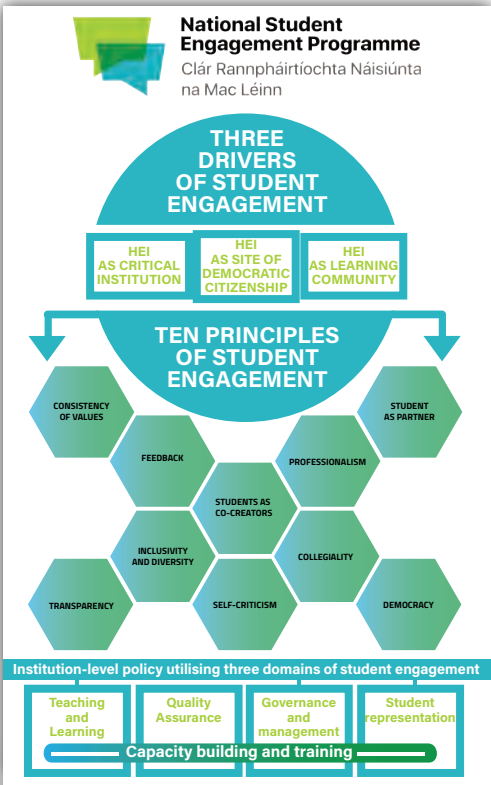 National Student
Engagement Programme
Clár Rannpháirtíochta Náisiúnta
na Mac Léinn
THREE
DRIVERS
OF STUDENT
ENGAGEMENT
HEI
AS CRITICAL
INSTITUTION
HEI
AS SITE OF
DEMOCRATIC
CITIZENSHIP
HEI
AS LEARNING
COMMUNITY
TEN PRINCIPLES
OF STUDENT
ENGAGEMENT
CONSISTENCY
OF VALUES
STUDENT
AS PARTNER
FEEDBACK
PROFESSIONALISM
STUDENTS AS
CO-CREATORS
INCLUSIVITY
AND DIVERSITY
COLLEGIALITY
TRANSPARENCY
SELF-CRITICISM
DEMOCRACY
Institution-level policy utilising three domains of student engagement
Teaching
and
Learning
Quality
Assurance
Governance
and
management
Student
representation
Capacity building and training